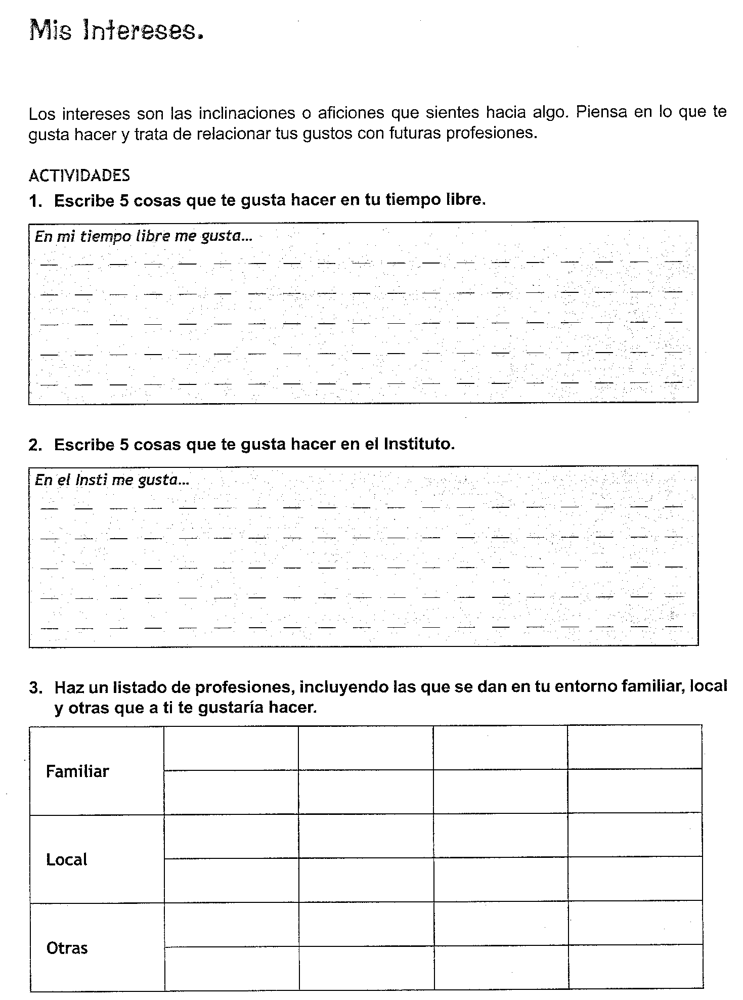 Mis Intereses.
Los intereses son las inclinaciones o aficiones que sientes hacia algo. Piensa en lo que te
gusta hacer y trata de relacionar tus gustos con futuras profesiones.
ACTIVIDADES
1. Escribe 5 cosas que te gusta hacer en tu tiempo libre.
En mi tiempo libre me gusta...
2. Escribe 5 cosas que te gusta hacer en el Instituto.
En el Insti me gusta...
3. Haz un listado de profesiones, incluyendo las que se dan en tu entorno familiar, local
y otras que a ti te gustaría hacer.
Familiar
Local
Otras